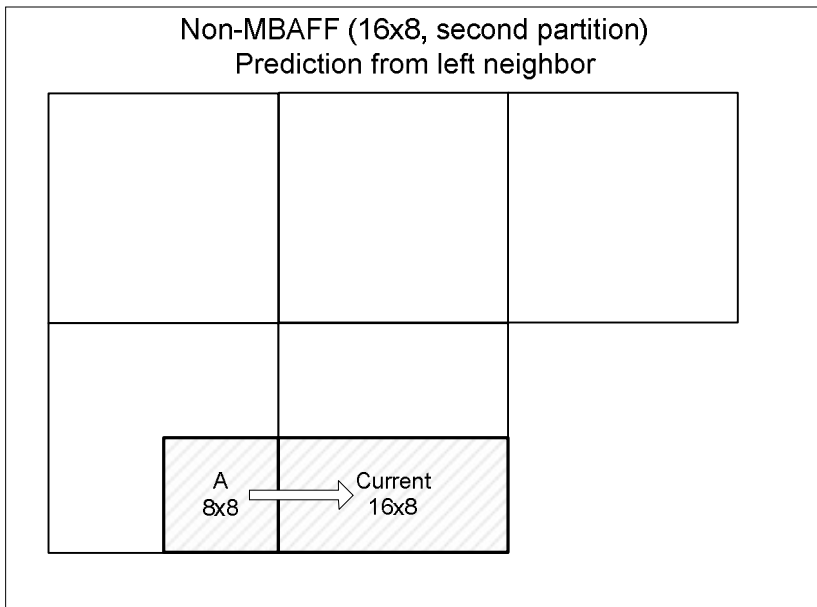 Non-MBAFF (16x8, second partition)
Prediction from left neighbor
A
8x8
Current
16x8